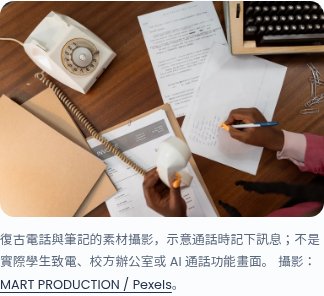 復古電話與筆記的素材攝影，示意通話時記下訊息；不是
實際學生致電、校方辦公室或 AI 通話功能畫面。 攝影：
MART PRODUCTION / Pexels。